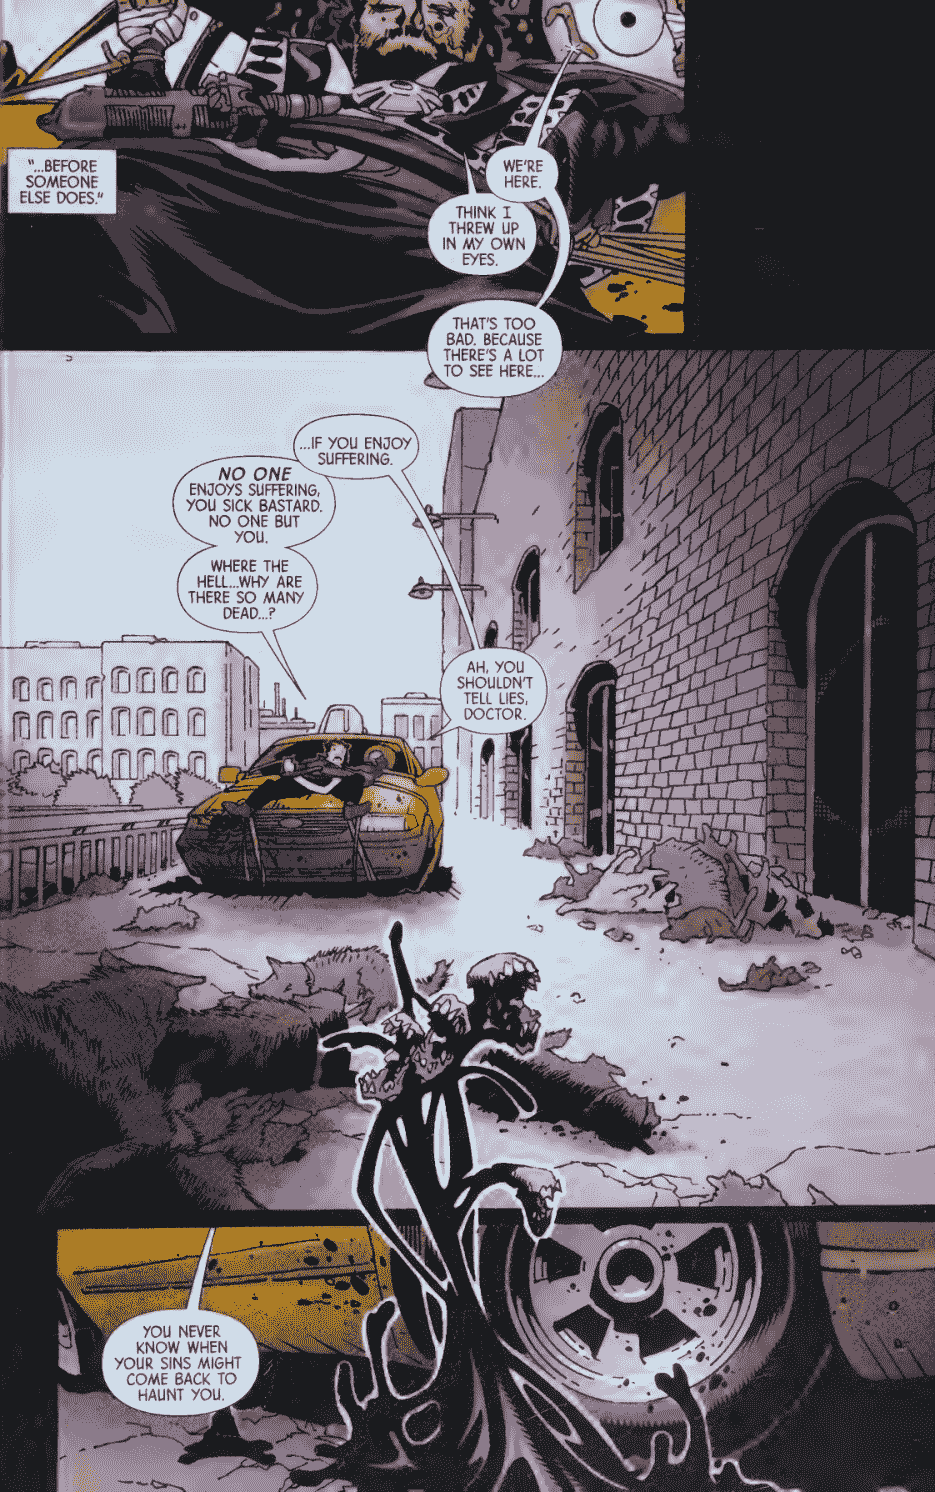 "...BEFORE
SOMEONE
ELSE DOES."
WE'RE
HERE.
THINK I
THREW UP
IN MY OWN
EYES.
THAT'S TOO
BAD. BECAUSE
THERE'S A LOT
TO SEE HERE...
...IF YOU ENJOY
SUFFERING.
NO ONE
ENJOYS SUFFERING,
YOU SICK BASTARD.
NO ONE BUT
YOU.
WHERE THE
HELL...WHY ARE
THERE SO MANY
DEAD...?
AH, YOU
SHOULDN'T
TELL LIES,
DOCTOR.
YOU NEVER
KNOW WHEN
YOUR SINS MIGHT
COME BACK TO
HAUNT YOU.